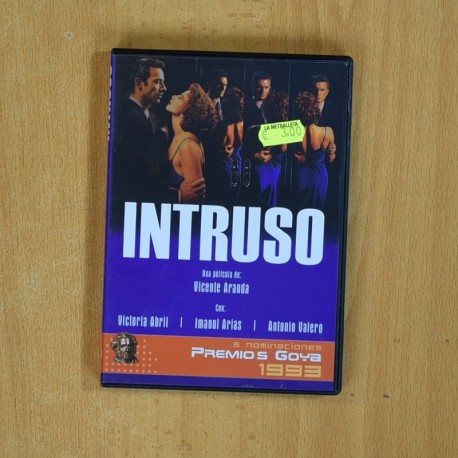 INTRUSO
LA METRALLETA
€ 3,00
INTRUSO
Una película de:
Vicente Aranda
Con:
Victoria Abril | Imanol Arias | Antonio Valero
5 nominaciones
PREMIOS GOYA
1993